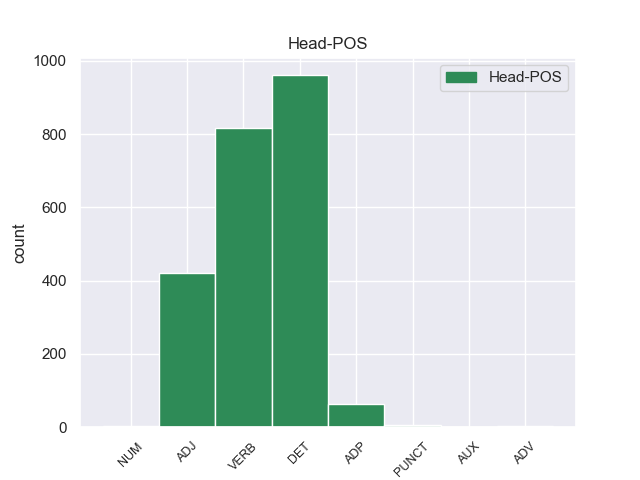 Head-POS
Head-POS
1000
800
600
400
200
0
count
NUM
ADJ
VERB
DET
ADP
PUNCT
AUX
ADV